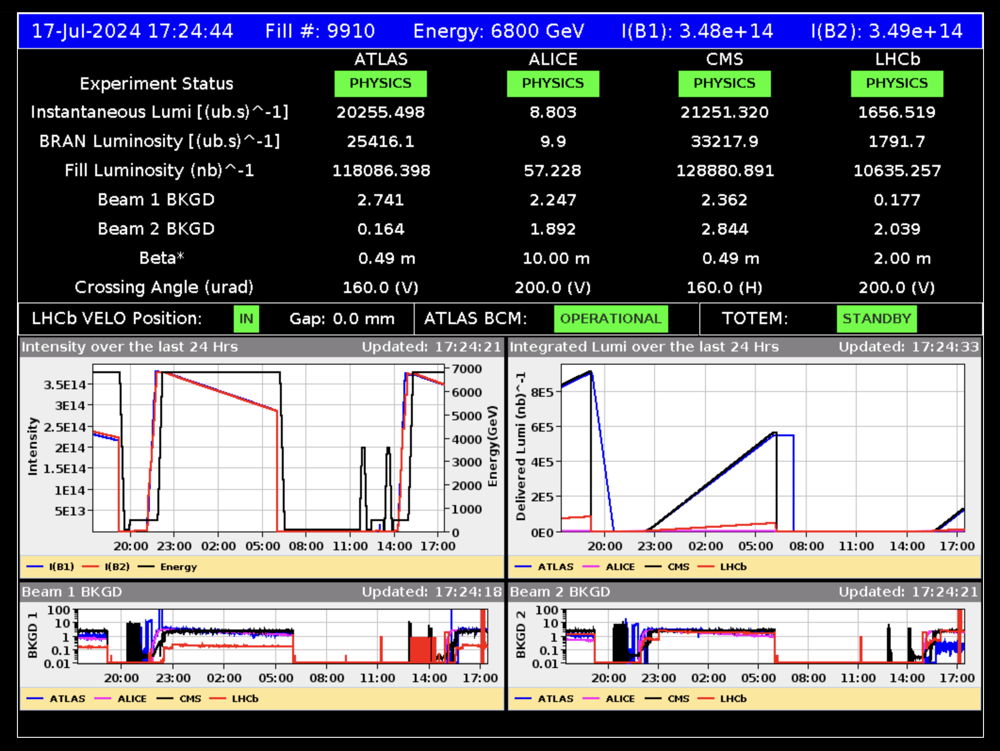 17-Jul-2024 17:24:44 Fill #: 9910 Energy: 6800 GeV I(B1): 3.48e+14 I(B2): 3.49e+14
ATLAS ALICE CMS LHCb
Experiment Status PHYSICS PHYSICS PHYSICS PHYSICS
Instantaneous Lumi [(ub.s)^-1] 20255.498 8.803 21251.320 1656.519
BRAN Luminosity [(ub.s)^-1] 25416.1 9.9 33217.9 1791.7
Fill Luminosity (nb)^-1 118086.398 57.228 128880.891 10635.257
Beam 1 BKGD 2.741 2.247 2.362 0.177
Beam 2 BKGD 0.164 1.892 2.844 2.039
Beta* 0.49 m 10.00 m 0.49 m 2.00 m
Crossing Angle (urad) 160.0 (V) 200.0 (V) 160.0 (H) 200.0 (V)
LHCb VELO Position: IN Gap: 0.0 mm ATLAS BCM: OPERATIONAL TOTEM: STANDBY
Intensity over the last 24 Hrs Updated: 17:24:21
Intensity
3.5E14
3E14
2.5E14
2E14
1.5E14
1E14
5E13
7000
6000
5000
4000
3000
2000
1000
0
Energy(GeV)
20:00 23:00 02:00 05:00 08:00 11:00 14:00 17:00
I(B1) I(B2) Energy
Integrated Lumi over the last 24 Hrs Updated: 17:24:33
Delivered Lumi (nb)^-1
8E5
6E5
4E5
2E5
0E0
20:00 23:00 02:00 05:00 08:00 11:00 14:00 17:00
ATLAS ALICE CMS LHCb
Beam 1 BKGD Updated: 17:24:18
BKGD 1
100
10
1
0.1
0.01
20:00 23:00 02:00 05:00 08:00 11:00 14:00 17:00
ATLAS ALICE CMS LHCb
Beam 2 BKGD Updated: 17:24:21
BKGD 2
100
10
1
0.1
0.01
20:00 23:00 02:00 05:00 08:00 11:00 14:00 17:00
ATLAS ALICE CMS LHCb